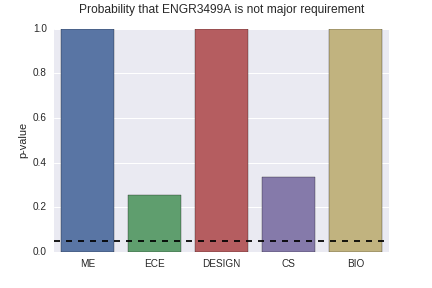 Probability that ENGR3499A is not major requirement
1.0
0.8
0.6
0.4
0.2
0.0
p-value
ME ECE DESIGN CS BIO